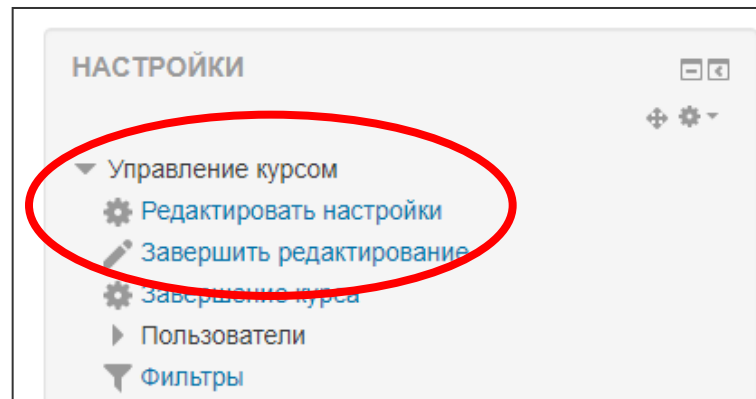 НАСТРОЙКИ
Управление курсом
Редактировать настройки
Завершить редактирование
Завершение курса
Пользователи
Фильтры